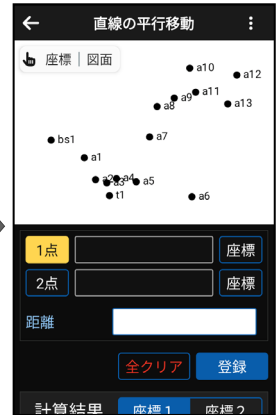 直線の平行移動
座標｜図面
a10
a12
a9
a11
a8
a13
bs1
a7
a1
a2
a4
a3
a5
t1
a6
1点
座標
2点
座標
距離
全クリア
登録
計算結果
座標1
座標2